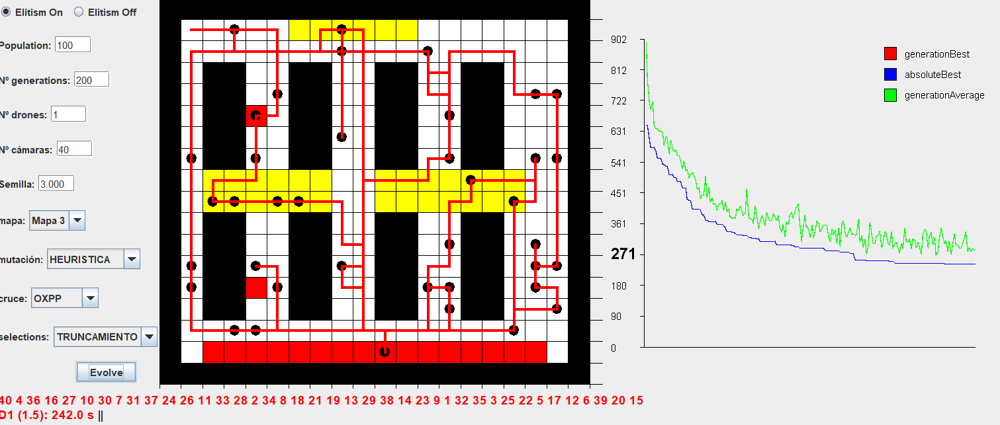 Elitism On Elitism Off
Population: 100
Nº generations: 200
Nº drones: 1
Nº cámaras: 40
Semilla: 3.000
mapa: Mapa 3
mutación: HEURISTICA
cruce: OXPP
selections: TRUNCAMIENTO
Evolve
902
812
722
631
541
451
361
271
180
90
0
generationBest
absoluteBest
generationAverage
40 4 36 16 27 10 30 7 31 37 24 26 11 33 28 2 34 8 18 21 19 13 29 38 14 23 9 1 32 35 3 25 22 5 17 12 6 39 20 15
D1 (1.5): 242.0 s ||